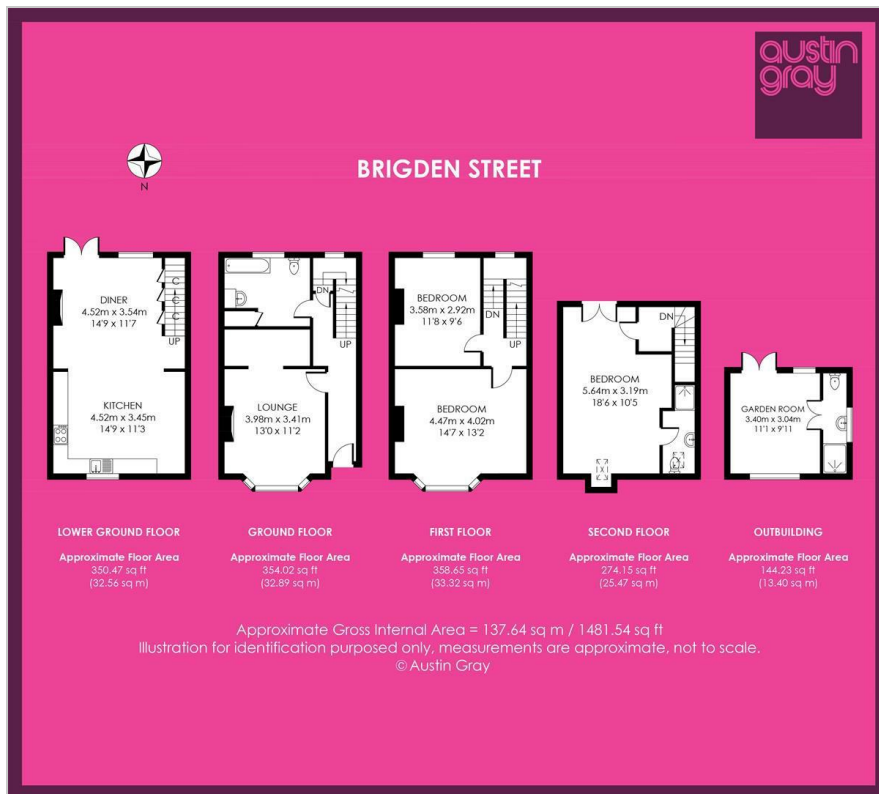 austin
gray
N
BRIGDEN STREET
DINER
4.52m x 3.54m
14'9 x 11'7
C
C
C
UP
KITCHEN
4.52m x 3.45m
14'9 x 11'3
DN
UP
LOUNGE
3.98m x 3.41m
13'0 x 11'2
BEDROOM
3.58m x 2.92m
11'8 x 9'6
DN
UP
BEDROOM
4.47m x 4.02m
14'7 x 13'2
DN
BEDROOM
5.64m x 3.19m
18'6 x 10'5
GARDEN ROOM
3.40m x 3.04m
11'1 x 9'11
LOWER GROUND FLOOR
Approximate Floor Area
350.47 sq ft
(32.56 sq m)
GROUND FLOOR
Approximate Floor Area
354.02 sq ft
(32.89 sq m)
FIRST FLOOR
Approximate Floor Area
358.65 sq ft
(33.32 sq m)
SECOND FLOOR
Approximate Floor Area
274.15 sq ft
(25.47 sq m)
OUTBUILDING
Approximate Floor Area
144.23 sq ft
(13.40 sq m)
Approximate Gross Internal Area = 137.64 sq m / 1481.54 sq ft
Illustration for identification purposed only, measurements are approximate, not to scale.
© Austin Gray